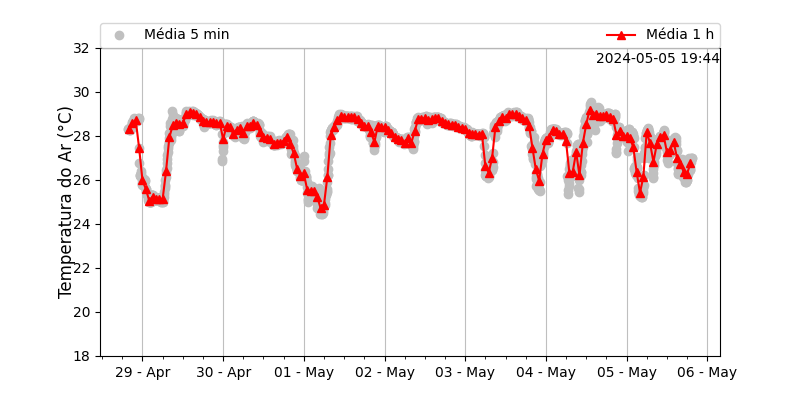 Média 5 min
Média 1 h
2024-05-05 19:44
Temperatura do Ar (°C)
32
30
28
26
24
22
20
18
29 - Apr
30 - Apr
01 - May
02 - May
03 - May
04 - May
05 - May
06 - May